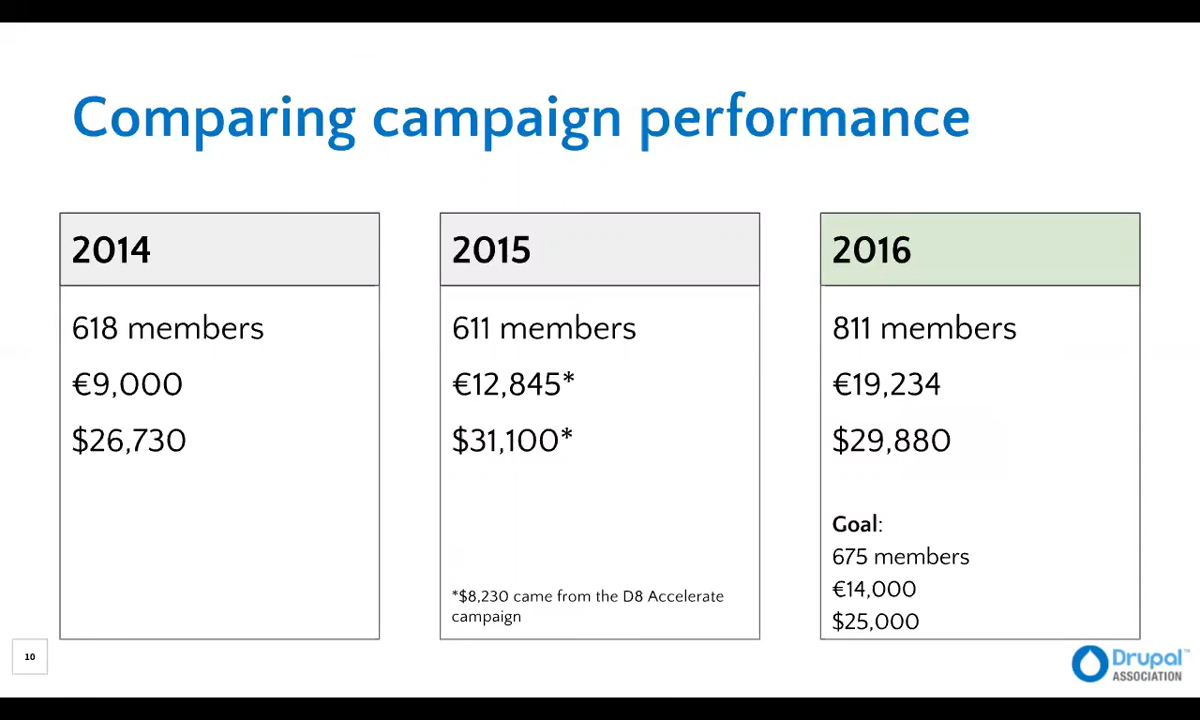 Comparing campaign performance
2014
618 members
€9,000
$26,730
2015
611 members
€12,845*
$31,100*
*$8,230 came from the D8 Accelerate
campaign
2016
811 members
€19,234
$29,880
Goal:
675 members
€14,000
$25,000
10
Drupal™
ASSOCIATION